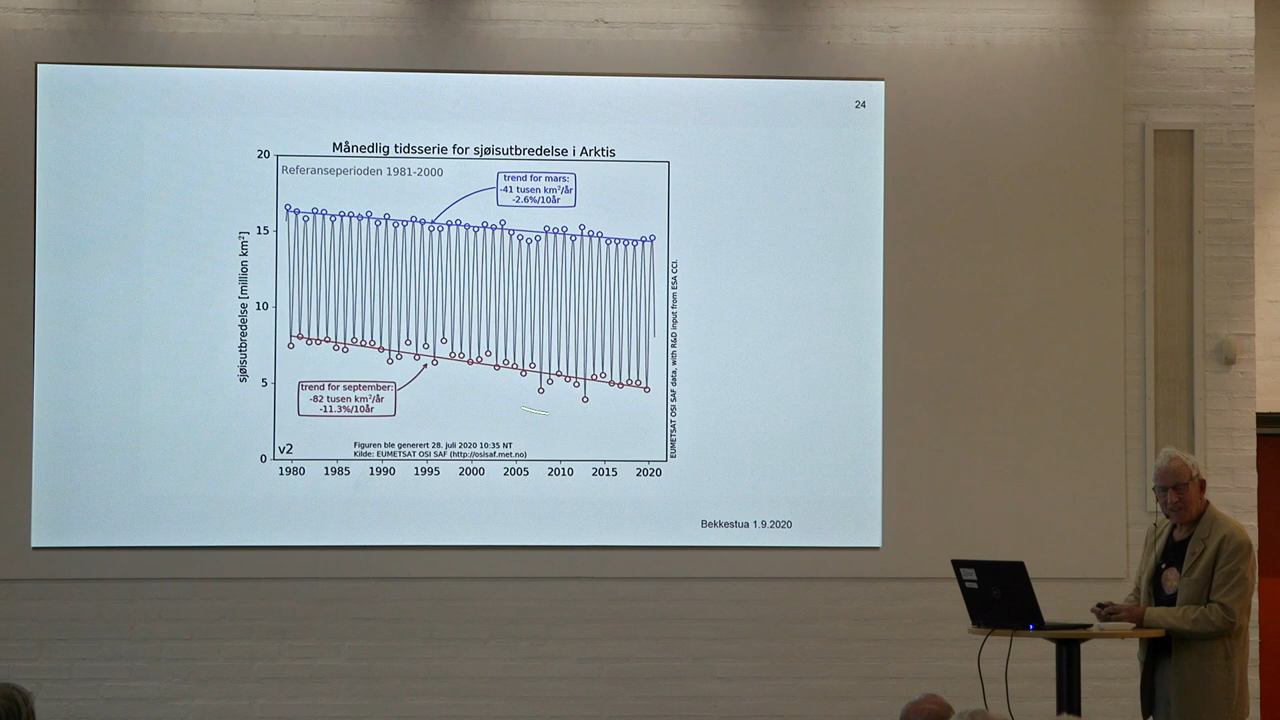 24
Månedlig tidsserie for sjøisutbredelse i Arktis
Referanseperioden 1981-2000
trend for mars:
-41 tusen km²/år
-2.6%/10år
sjøisutbredelse [million km²]
20
15
10
5
0
trend for september:
-82 tusen km²/år
-11.3%/10år
v2
Figuren ble generert 28. juli 2020 10:35 NT
Kilde: EUMETSAT OSI SAF (http://osisaf.met.no)
EUMETSAT OSI SAF data, with R&D input from ESA CCI.
1980 1985 1990 1995 2000 2005 2010 2015 2020
Bekkestua 1.9.2020